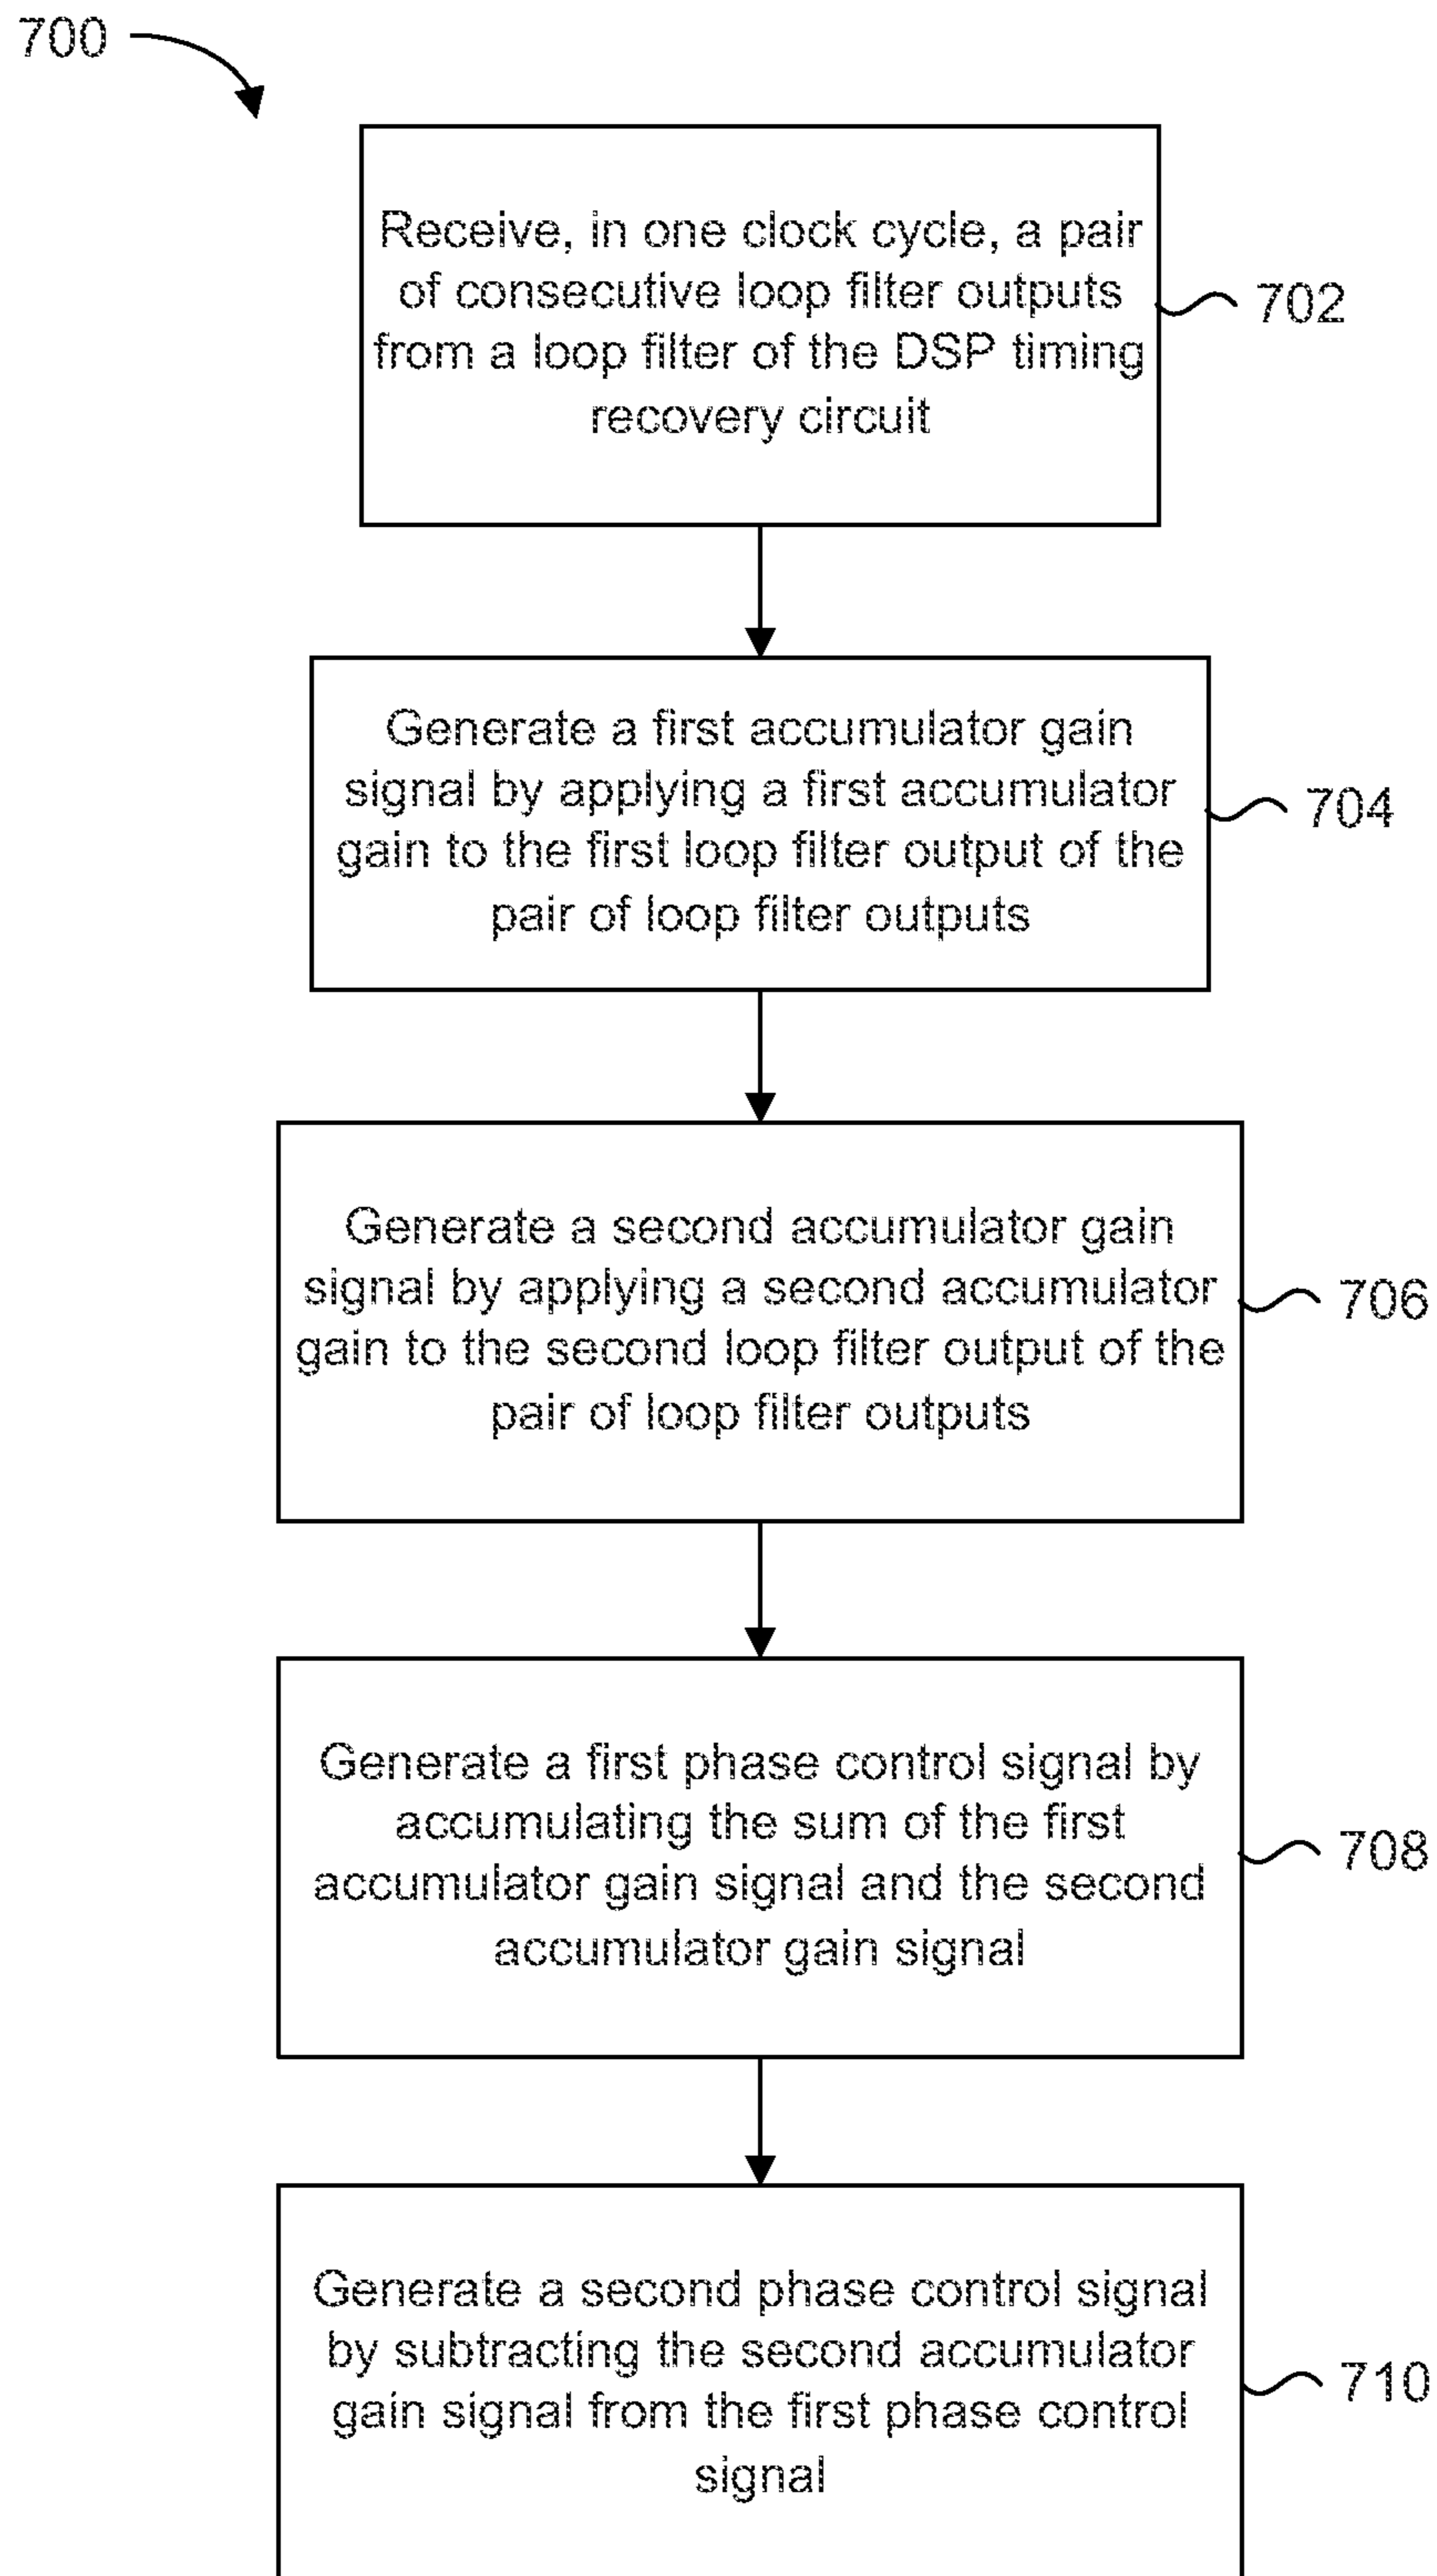 700
Receive, in one clock cycle, a pair
of consecutive loop filter outputs
from a loop filter of the DSP timing
recovery circuit
702
Generate a first accumulator gain
signal by applying a first accumulator
gain to the first loop filter output of the
pair of loop filter outputs
704
Generate a second accumulator gain
signal by applying a second accumulator
gain to the second loop filter output of the
pair of loop filter outputs
706
Generate a first phase control signal by
accumulating the sum of the first
accumulator gain signal and the second
accumulator gain signal
708
Generate a second phase control signal
by subtracting the second accumulator
gain signal from the first phase control
signal
710